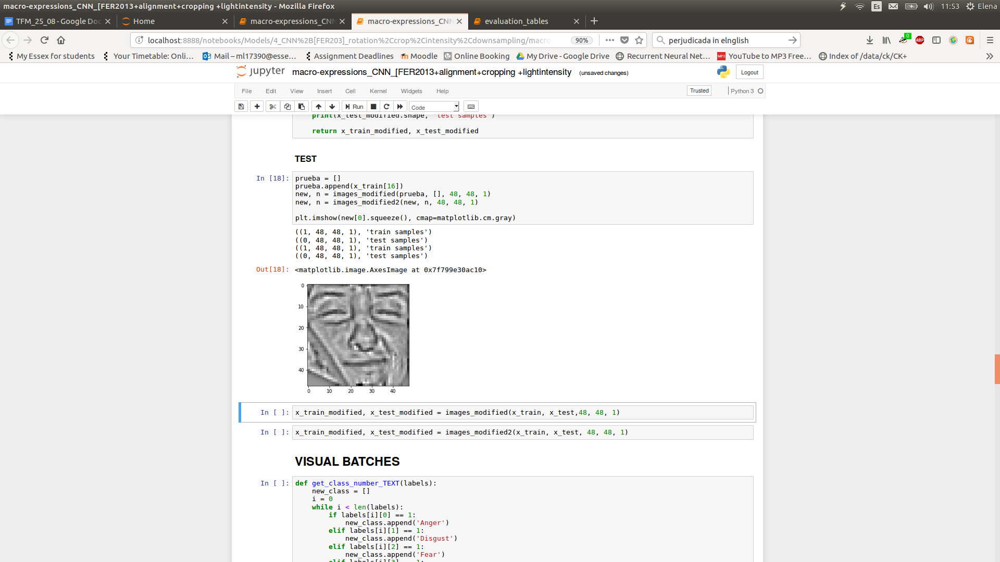 macro-expressions_CNN_[FER2013+alignment+cropping +lightintensity - Mozilla Firefox
Es
11:53
Elena
TFM_25_08 - Google Doc
Home
macro-expressions_CNN
macro-expressions_CNN
evaluation_tables
localhost:8888/notebooks/Models/4_CNN%2B[FER203]_rotation%2Ccrop%2Cintensity%2Cdownsampling/macro
90%
perjudicada in elnglish
0
ABP
My Essex for students
Your Timetable: Onli...
Mail – ml17390@esse...
Assignment Deadlines
Moodle
Online Booking
My Drive - Google Drive
Recurrent Neural Net...
YouTube to MP3 Free...
Index of /data/ck/CK+
jupyter
macro-expressions_CNN_[FER2013+alignment+cropping +lightintensity
(unsaved changes)
Logout
File Edit View Insert Cell Kernel Widgets Help
Trusted
Python 3
Run
Code
print(x_test_modified.shape, 'test samples')
return x_train_modified, x_test_modified
TEST
In [18]:
prueba = []
prueba.append(x_train[16])
new, n = images_modified(prueba, [], 48, 48, 1)
new, n = images_modified2(new, n, 48, 48, 1)
plt.imshow(new[0].squeeze(), cmap=matplotlib.cm.gray)
((1, 48, 48, 1), 'train samples')
((0, 48, 48, 1), 'test samples')
((1, 48, 48, 1), 'train samples')
((0, 48, 48, 1), 'test samples')
Out[18]: <matplotlib.image.AxesImage at 0x7f799e30ac10>
0
10
20
30
40
0 10 20 30 40
In [ ]: x_train_modified, x_test_modified = images_modified(x_train, x_test,48, 48, 1)
In [ ]: x_train_modified, x_test_modified = images_modified2(x_train, x_test, 48, 48, 1)
VISUAL BATCHES
In [ ]: def get_class_number_TEXT(labels):
new_class = []
i = 0
while i < len(labels):
if labels[i][0] == 1:
new_class.append('Anger')
elif labels[i][1] == 1:
new_class.append('Disgust')
elif labels[i][2] == 1:
new_class.append('Fear')
elif labels[i][3] == 1: